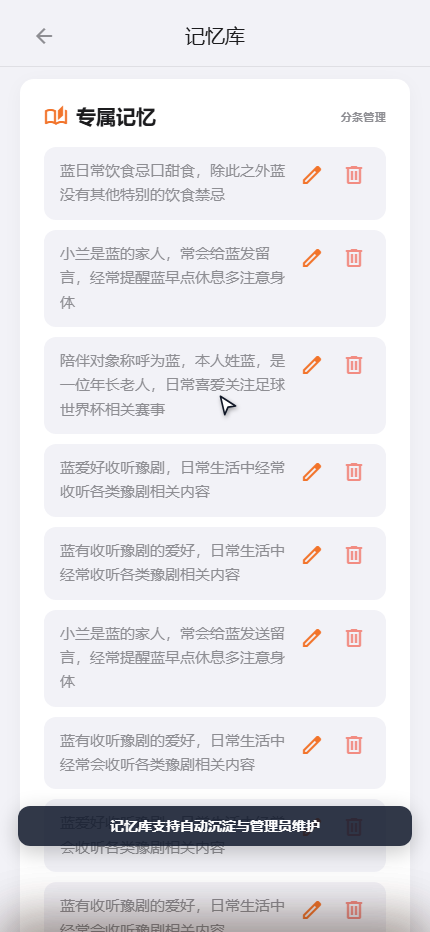 记忆库
专属记忆
分条管理
蓝日常饮食忌口甜食，除此之外蓝
没有其他特别的饮食禁忌
小兰是蓝的家人，常会给蓝发留
言，经常提醒蓝早点休息多注意身
体
陪伴对象称呼为蓝，本人姓蓝，是
一位年长老人，日常喜爱关注足球
世界杯相关赛事
蓝爱好收听豫剧，日常生活中经常
收听各类豫剧相关内容
蓝有收听豫剧的爱好，日常生活中
经常收听各类豫剧相关内容
小兰是蓝的家人，常会给蓝发送留
言，经常提醒蓝早点休息多注意身
体
蓝有收听豫剧的爱好，日常生活中
经常会收听各类豫剧相关内容
蓝爱好
记忆库支持自动沉淀与管理员维护
会收听各类豫剧相关内容
蓝有收听豫剧的爱好，日常生活中
经常会收听各类豫剧相关内容